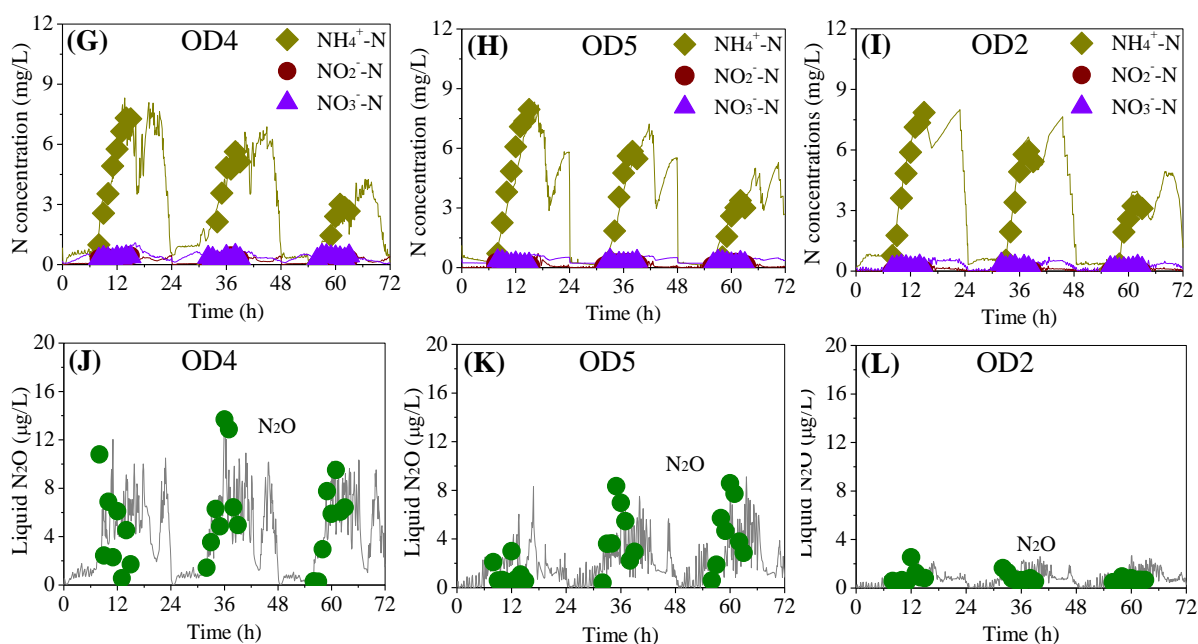 (G) OD4
N concentration (mg/L)
12
9
6
3
0
NH₄⁺-N
NO₂⁻-N
NO₃⁻-N
0 12 24 36 48 60 72
Time (h)
(H) OD5
N concentration (mg/L)
12
9
6
3
0
NH₄⁺-N
NO₂⁻-N
NO₃⁻-N
0 12 24 36 48 60 72
Time (h)
(I) OD2
N concentrations (mg/L)
12
9
6
3
0
NH₄⁺-N
NO₂⁻-N
NO₃⁻-N
0 12 24 36 48 60 72
Time (h)
(J) OD4
Liquid N₂O (µg/L)
20
16
12
8
4
0
N₂O
0 12 24 36 48 60 72
Time (h)
(K) OD5
Liquid N₂O (µg/L)
20
16
12
8
4
0
N₂O
0 12 24 36 48 60 72
Time (h)
(L) OD2
Liquid N₂O (µg/L)
20
16
12
8
4
0
N₂O
0 12 24 36 48 60 72
Time (h)